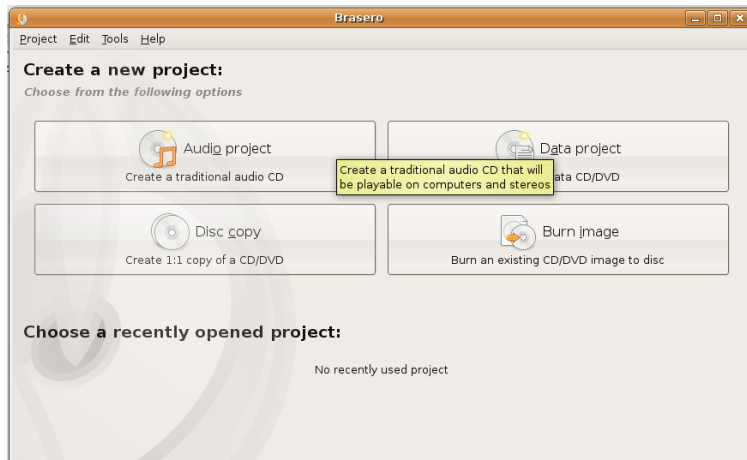 Brasero
Project Edit Tools Help
Create a new project:
Choose from the following options
Audio project
Create a traditional audio CD
Data project
ata CD/DVD
Create a traditional audio CD that will
be playable on computers and stereos
Disc copy
Create 1:1 copy of a CD/DVD
Burn image
Burn an existing CD/DVD image to disc
Choose a recently opened project:
No recently used project